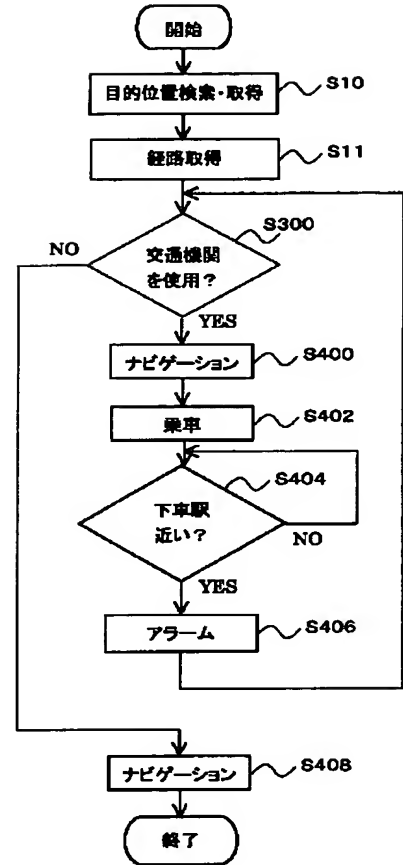 開始
目的位置検索・取得
S10
経路取得
S11
S300
交通機関
を使用？
NO
YES
ナビゲーション
S400
乗車
S402
S404
下車駅
近い？
NO
YES
アラーム
S406
ナビゲーション
S408
終了